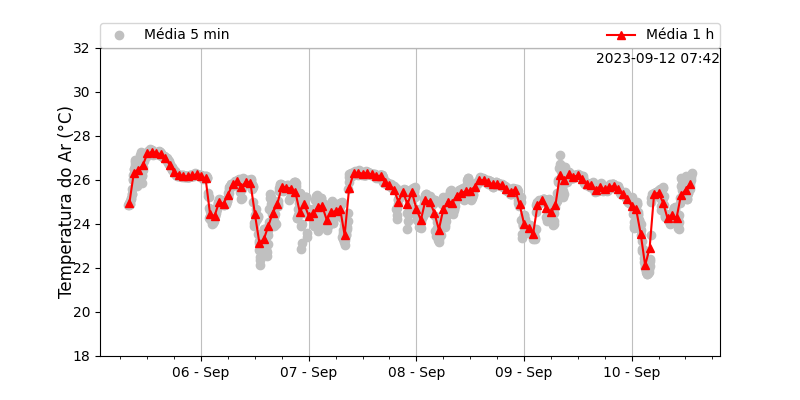 Média 5 min
Média 1 h
2023-09-12 07:42
Temperatura do Ar (°C)
32
30
28
26
24
22
20
18
06 - Sep
07 - Sep
08 - Sep
09 - Sep
10 - Sep